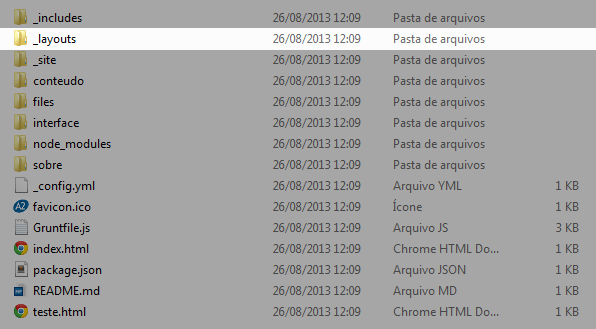 _includes 26/08/2013 12:09 Pasta de arquivos
_layouts 26/08/2013 12:09 Pasta de arquivos
_site 26/08/2013 12:09 Pasta de arquivos
conteudo 26/08/2013 12:09 Pasta de arquivos
files 26/08/2013 12:09 Pasta de arquivos
interface 26/08/2013 12:09 Pasta de arquivos
node_modules 26/08/2013 12:09 Pasta de arquivos
sobre 26/08/2013 12:09 Pasta de arquivos
_config.yml 26/08/2013 12:09 Arquivo YML 1 KB
A2 favicon.ico 26/08/2013 12:09 Ícone 1 KB
Gruntfile.js 26/08/2013 12:09 Arquivo JS 3 KB
index.html 26/08/2013 12:09 Chrome HTML Do... 1 KB
package.json 26/08/2013 12:09 Arquivo JSON 1 KB
README.md 26/08/2013 12:09 Arquivo MD 1 KB
teste.html 26/08/2013 12:09 Chrome HTML Do... 1 KB